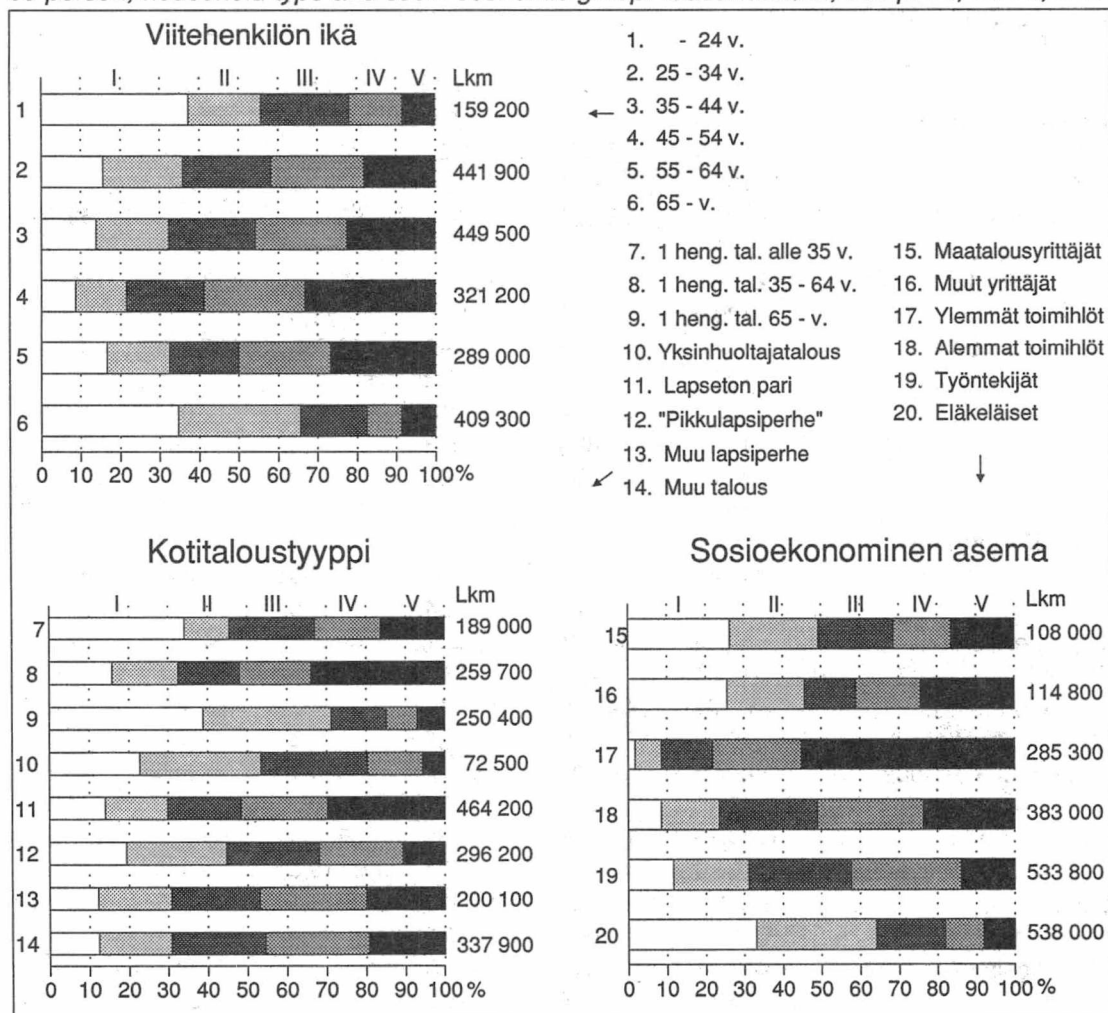 Viitehenkilön ikä
I II III IV V Lkm
1 159 200
2 441 900
3 449 500
4 321 200
5 289 000
6 409 300
0 10 20 30 40 50 60 70 80 90 100 %
1. - 24 v.
2. 25 - 34 v.
3. 35 - 44 v.
4. 45 - 54 v.
5. 55 - 64 v.
6. 65 - v.
7. 1 heng. tal. alle 35 v.
8. 1 heng. tal. 35 - 64 v.
9. 1 heng. tal. 65 - v.
10. Yksinhuoltajatalous
11. Lapseton pari
12. "Pikkulapsiperhe"
13. Muu lapsiperhe
14. Muu talous
15. Maatalousyrittäjät
16. Muut yrittäjät
17. Ylemmät toimihlöt
18. Alemmat toimihlöt
19. Työntekijät
20. Eläkeläiset
Kotitaloustyyppi
I II III IV V Lkm
7 189 000
8 259 700
9 250 400
10 72 500
11 464 200
12 296 200
13 200 100
14 337 900
0 10 20 30 40 50 60 70 80 90 100 %
Sosioekonominen asema
I II III IV V Lkm
15 108 000
16 114 800
17 285 300
18 383 000
19 533 800
20 538 000
0 10 20 30 40 50 60 70 80 90 100 %